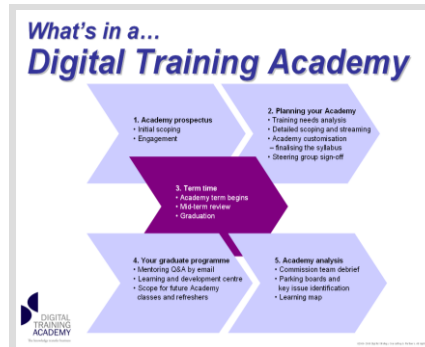 What's in a...
Digital Training Academy
1. Academy prospectus
• Initial scoping
• Engagement
2. Planning your Academy
• Training needs analysis
• Detailed scoping and streaming
• Academy customisation
– finalising the syllabus
• Steering group sign-off
3. Term time
• Academy term begins
• Mid-term review
• Graduation
4. Your graduate programme
• Mentoring Q&A by email
• Learning and development centre
• Scope for future Academy
classes and refreshers
5. Academy analysis
• Commission team debrief
• Parking boards and
key issue identification
• Learning map
DIGITAL
TRAINING
ACADEMY